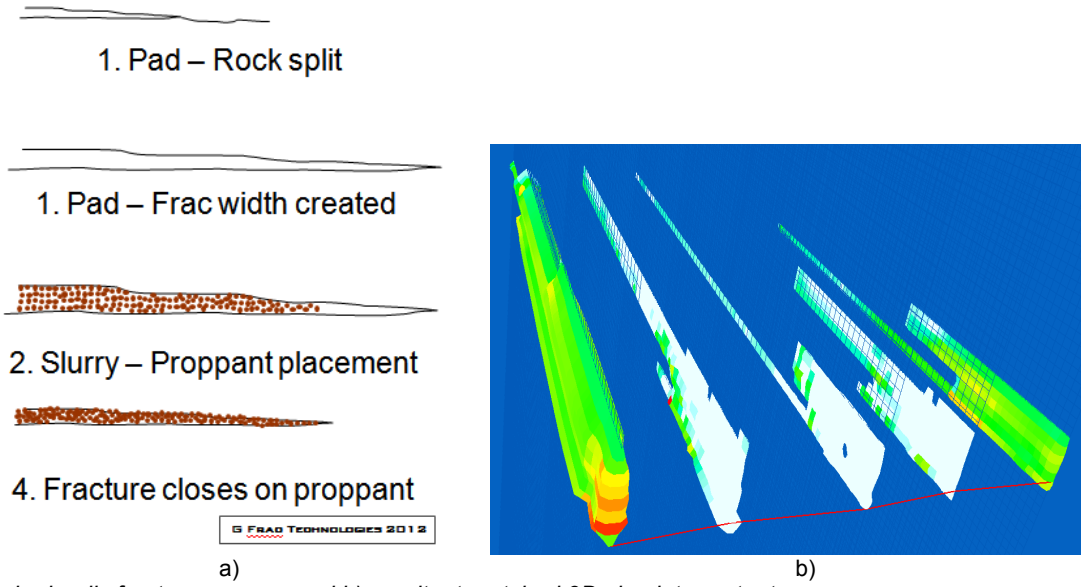 1. Pad – Rock split
1. Pad – Frac width created
2. Slurry – Proppant placement
4. Fracture closes on proppant
G Frac Technologies 2012
a)
b)